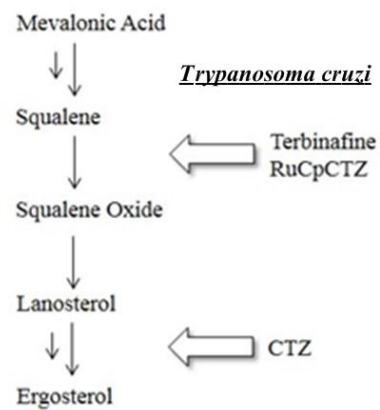 Mevalonic Acid
Trypanosoma cruzi
Squalene
Terbinafine
RuCpCTZ
Squalene Oxide
Lanosterol
CTZ
Ergosterol